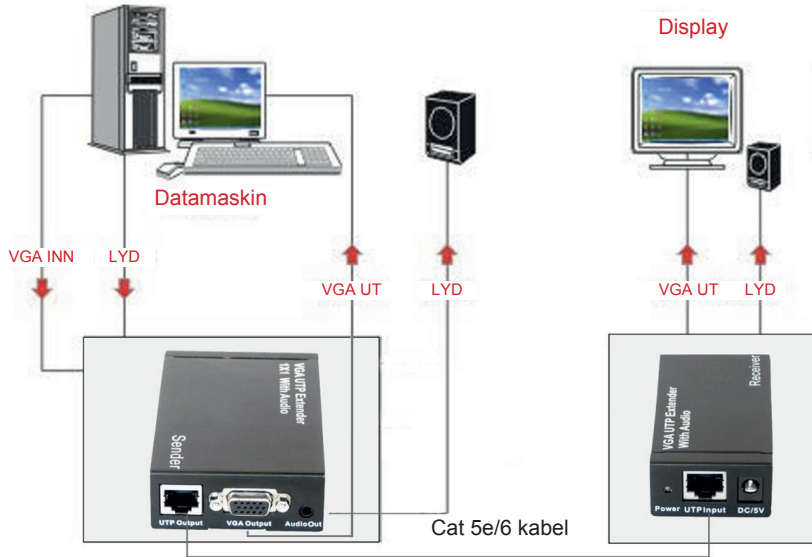 Display
Datamaskin
VGA INN
LYD
VGA UT
LYD
VGA UT
LYD
VGA UTP Extender
1X1 With Audio
Sender
UTP Output
VGA Output
AudioOut
Cat 5e/6 kabel
Receiver
VGA UTP Extender
With Audio
Power
UTP Input
DC/5V